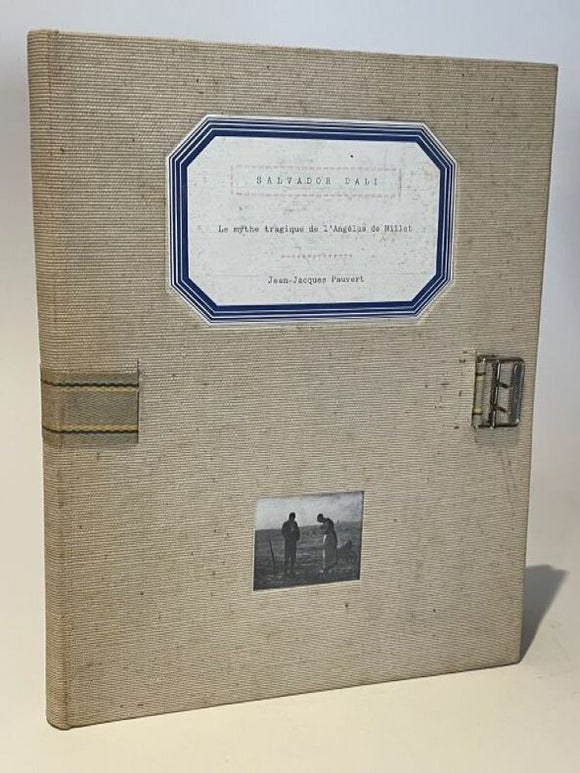 SALVADOR DALI
Le mythe tragique de l'Angélus de Millet
Jean-Jacques Pauvert